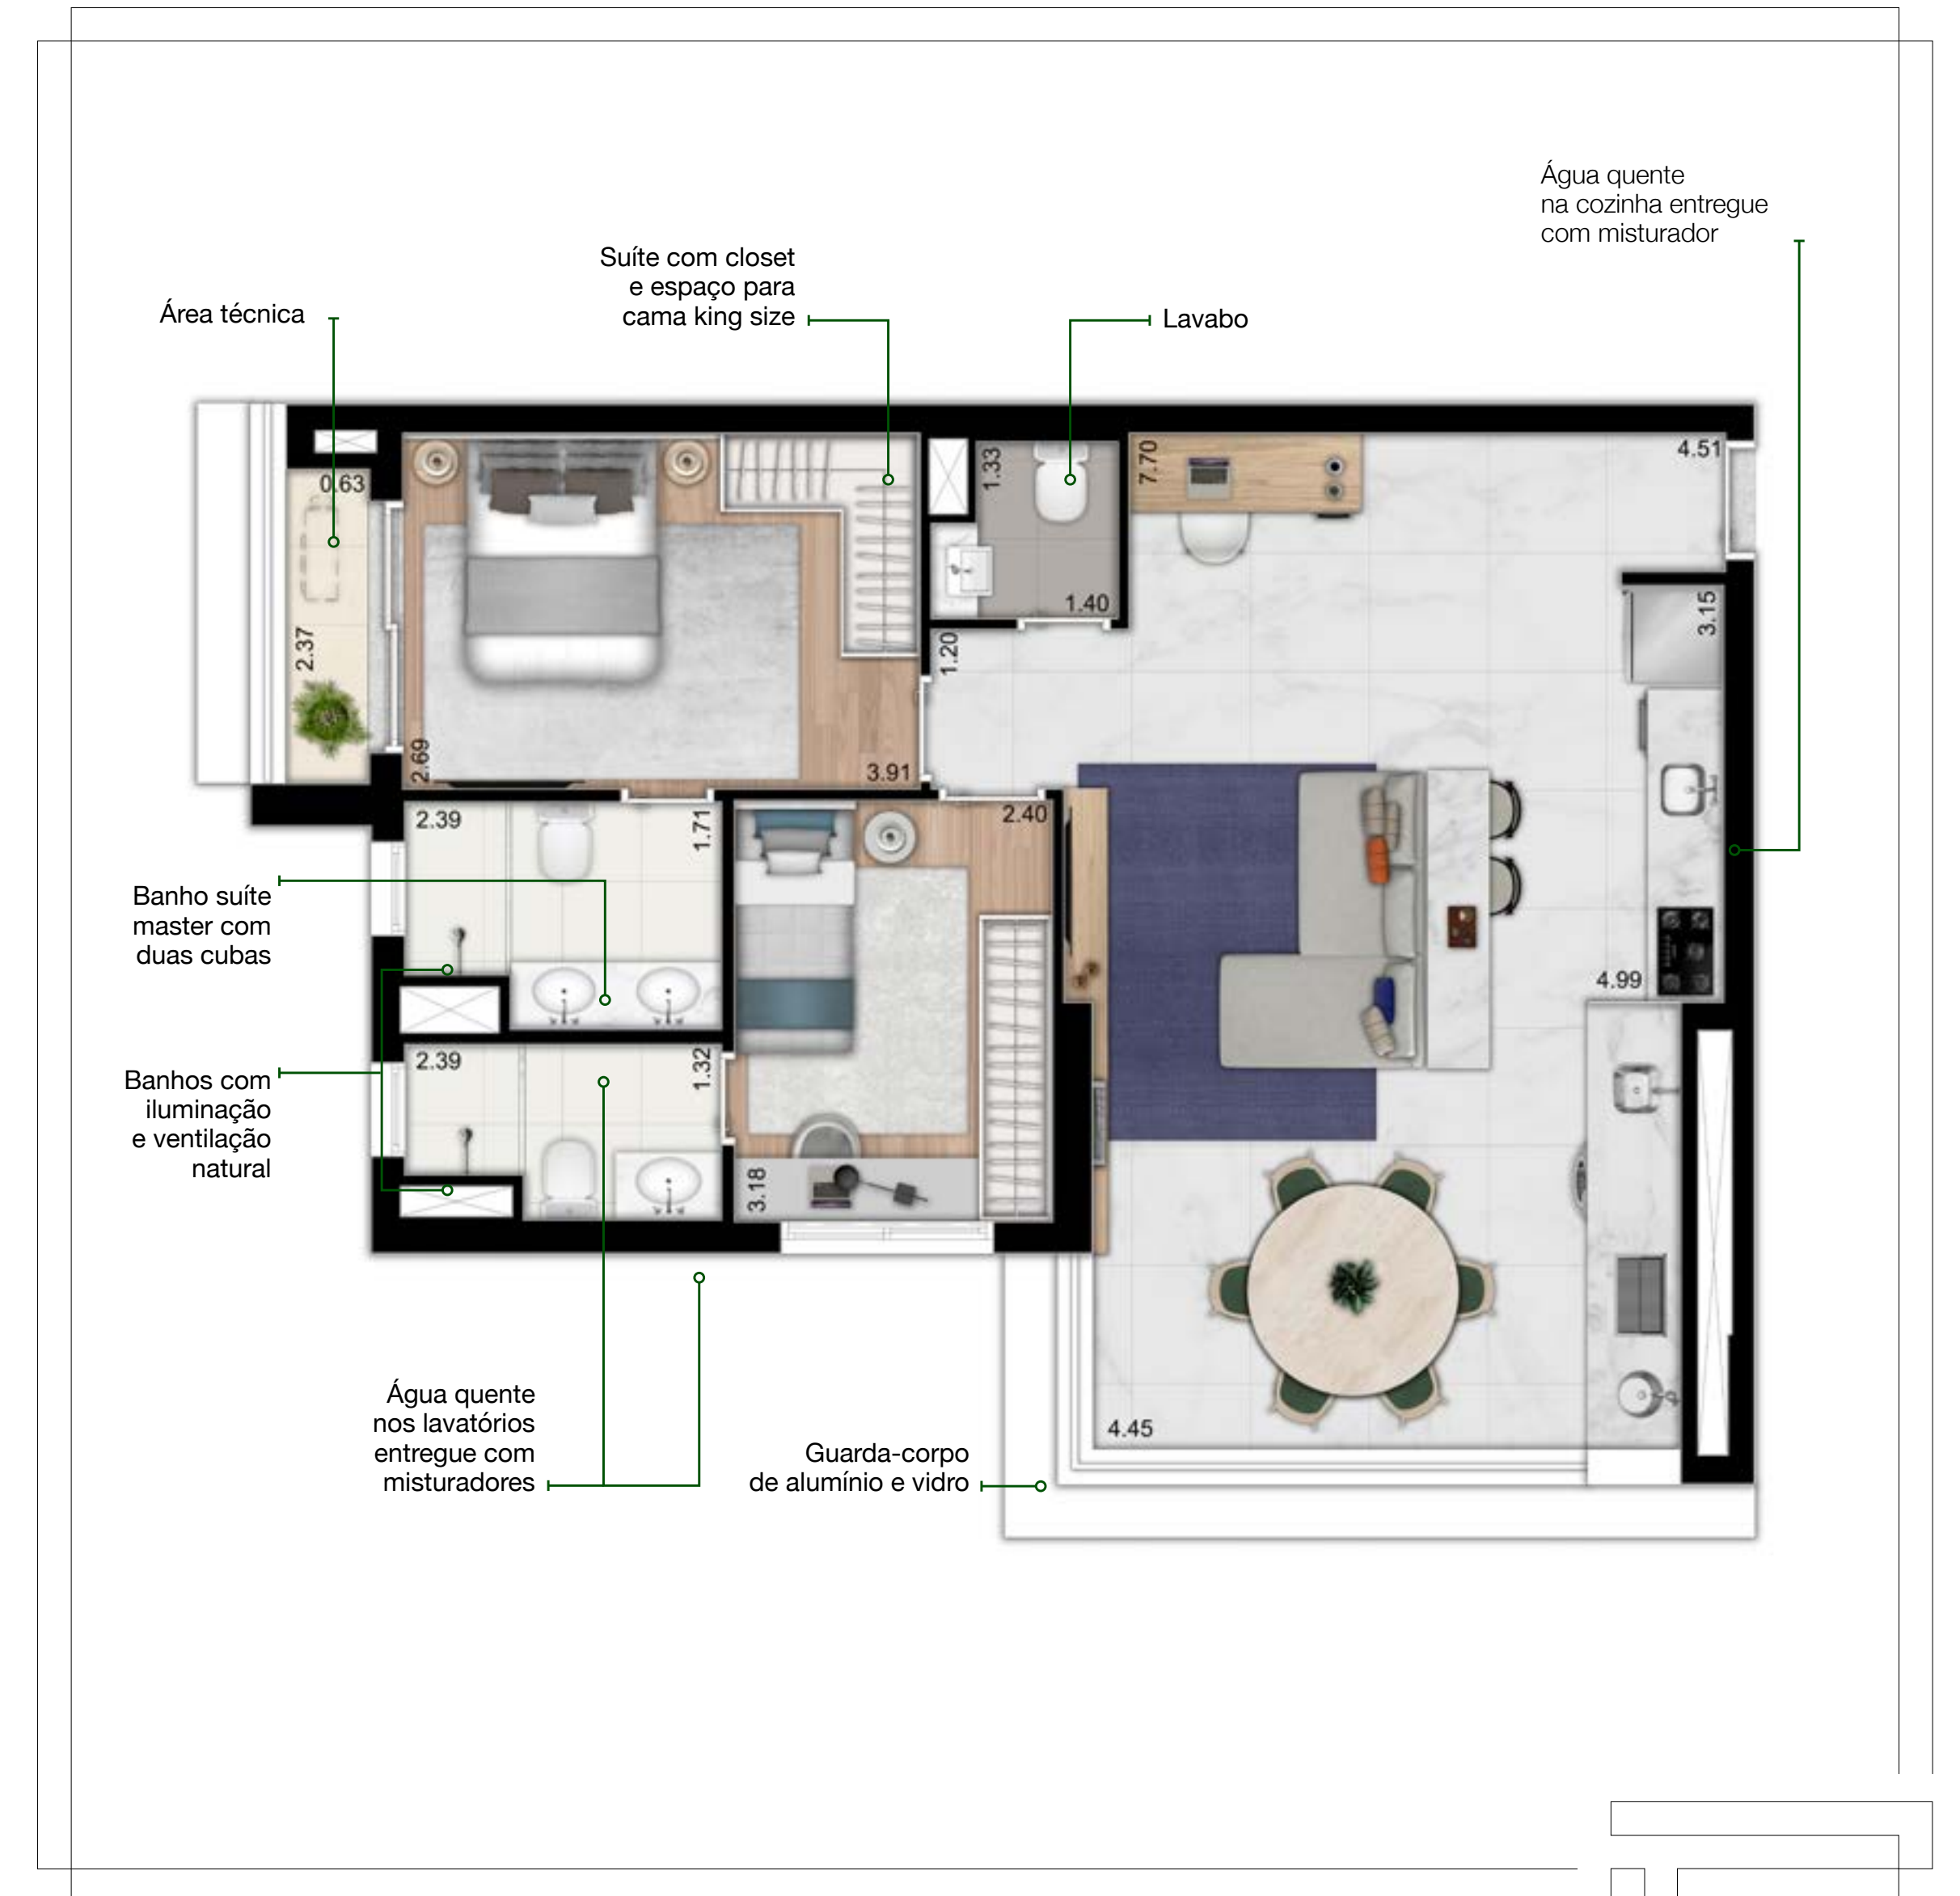 Água quente
na cozinha entregue
com misturador
Suíte com closet
e espaço para
cama king size
Área técnica
Lavabo
7.70
1.33
4.51
0.63
3.15
1.40
2.37
1.20
2.69
3.91
2.39
1.71
2.40
Banho suíte
master com
duas cubas
4.99
2.39
1.32
Banhos com
iluminação
e ventilação
natural
3.18
Água quente
nos lavatórios
entregue com
misturadores
4.45
Guarda-corpo
de alumínio e vidro